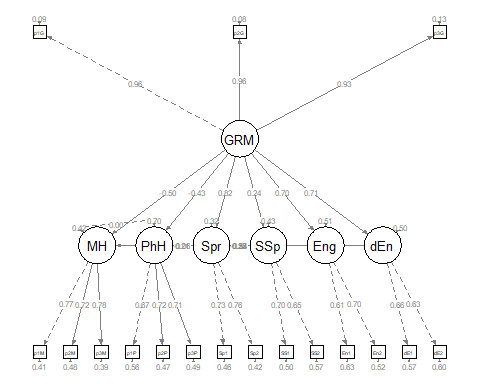 0.09 0.08 0.13
p1G p2G p3G
0.96 0.96 0.93
GRM
-0.50 -0.43 0.82 0.24 0.70 0.71
0.42 0.00 0.70 0.32 0.43 0.51 0.50
MH PhH Spr SSp Eng dEn
0.77 0.72 0.78 0.67 0.72 0.71 0.73 0.76 0.70 0.65 0.61 0.70 0.66 0.63
p1M p2M p3M p1P p2P p3P Sp1 Sp2 SS1 SS2 En1 En2 dE1 dE2
0.41 0.48 0.39 0.56 0.47 0.49 0.46 0.42 0.50 0.57 0.63 0.52 0.57 0.60